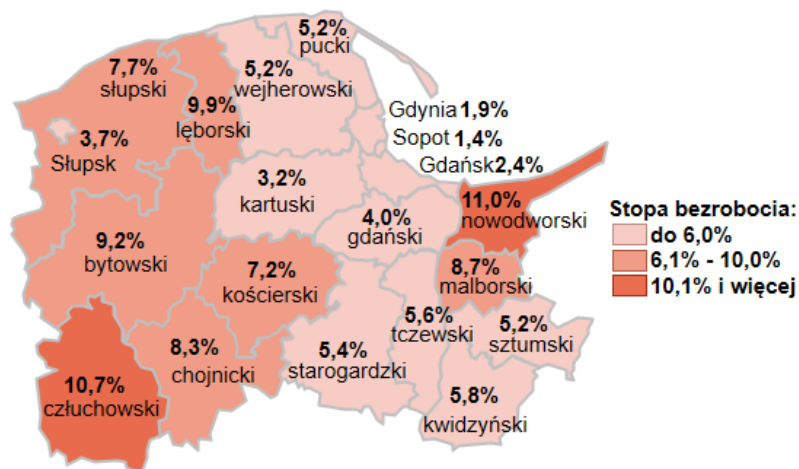 5,2%
pucki
7,7%
słupski
5,2%
wejherowski
9,9%
lęborski
Gdynia 1,9%
Sopot 1,4%
Gdańsk 2,4%
3,7%
Słupsk
3,2%
kartuski
11,0%
nowodworski
4,0%
gdański
9,2%
bytowski
7,2%
kościerski
8,7%
malborski
5,6%
tczewski
5,2%
sztumski
8,3%
chojnicki
5,4%
starogardzki
10,7%
człuchowski
5,8%
kwidzyński
Stopa bezrobocia:
do 6,0%
6,1% - 10,0%
10,1% i więcej